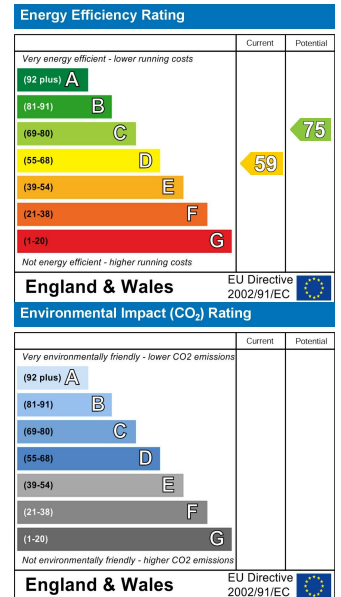 Energy Efficiency Rating
Current Potential
Very energy efficient - lower running costs
(92 plus) A
(81-91) B
(69-80) C
75
(55-68) D
59
(39-54) E
(21-38) F
(1-20) G
Not energy efficient - higher running costs
England & Wales
EU Directive
2002/91/EC
Environmental Impact (CO₂) Rating
Current Potential
Very environmentally friendly - lower CO2 emissions
(92 plus) A
(81-91) B
(69-80) C
(55-68) D
(39-54) E
(21-38) F
(1-20) G
Not environmentally friendly - higher CO2 emissions
England & Wales
EU Directive
2002/91/EC